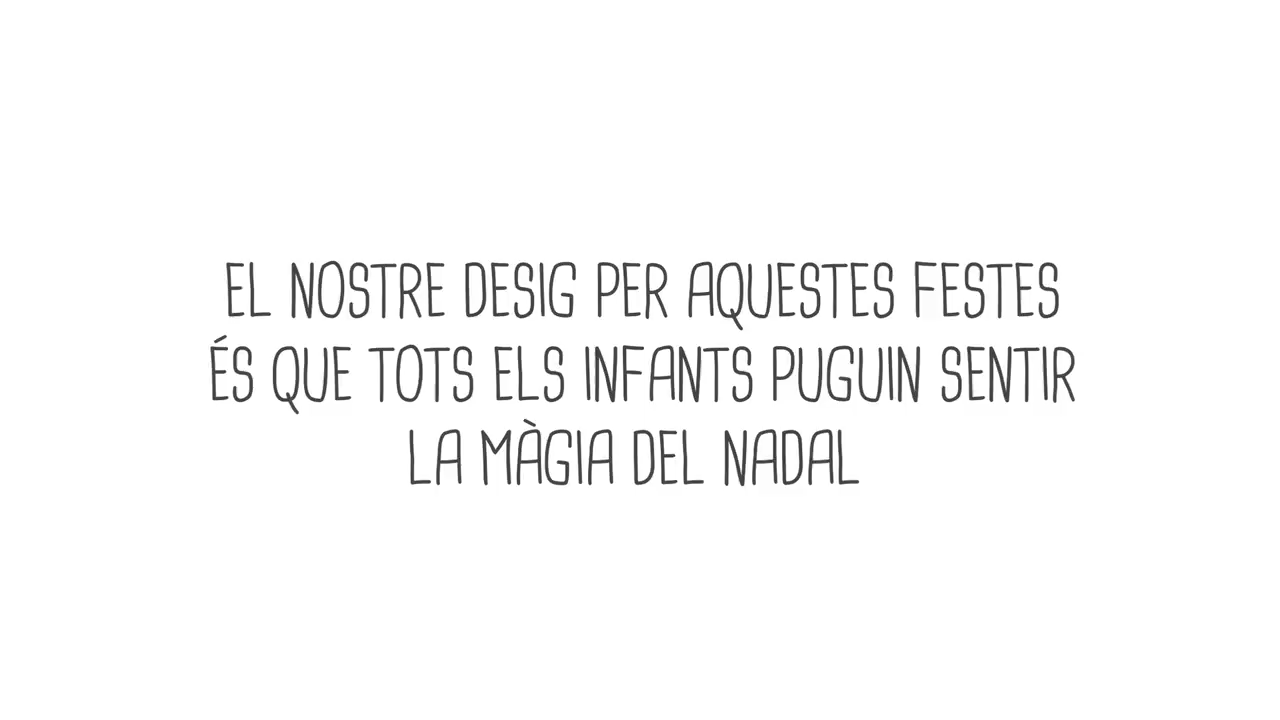 EL NOSTRE DESIG PER AQUESTES FESTES
ÉS QUE TOTS ELS INFANTS PUGUIN SENTIR
LA MÀGIA DEL NADAL